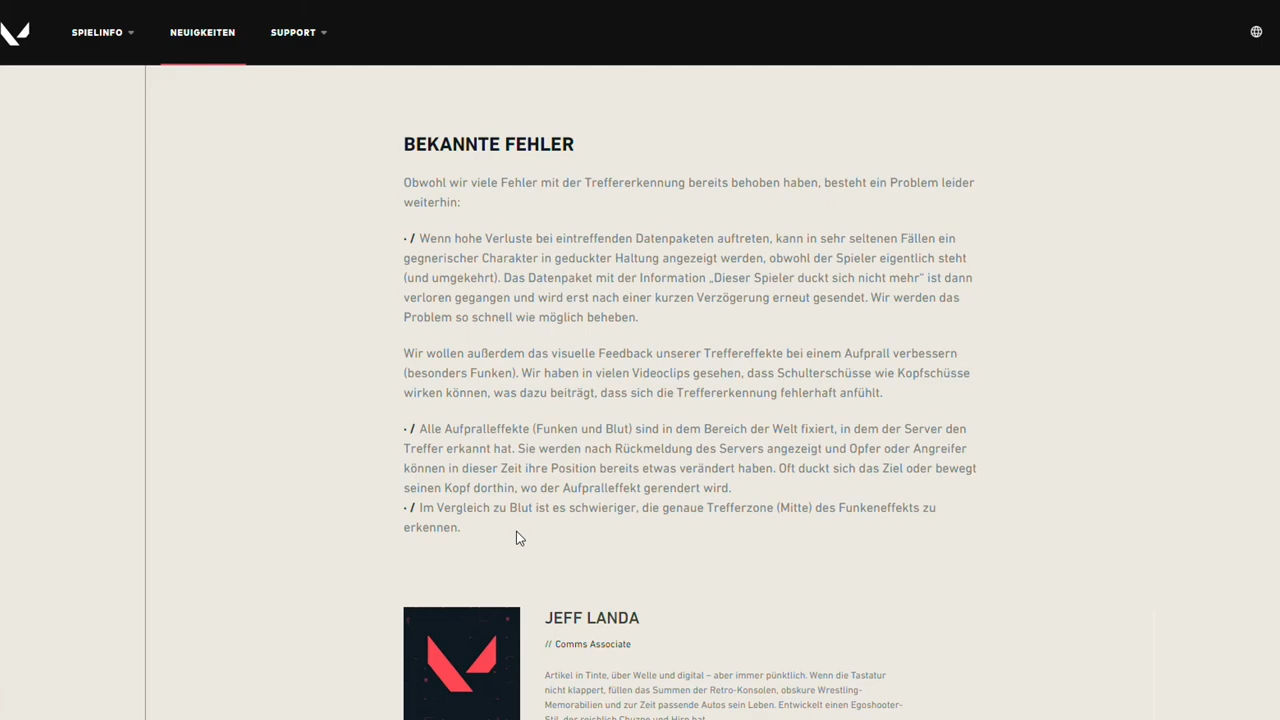 SPIELINFO NEUIGKEITEN SUPPORT
BEKANNTE FEHLER
Obwohl wir viele Fehler mit der Treffererkennung bereits behoben haben, besteht ein Problem leider
weiterhin:
· / Wenn hohe Verluste bei eintreffenden Datenpaketen auftreten, kann in sehr seltenen Fällen ein
gegnerischer Charakter in geduckter Haltung angezeigt werden, obwohl der Spieler eigentlich steht
(und umgekehrt). Das Datenpaket mit der Information „Dieser Spieler duckt sich nicht mehr“ ist dann
verloren gegangen und wird erst nach einer kurzen Verzögerung erneut gesendet. Wir werden das
Problem so schnell wie möglich beheben.
Wir wollen außerdem das visuelle Feedback unserer Treffereffekte bei einem Aufprall verbessern
(besonders Funken). Wir haben in vielen Videoclips gesehen, dass Schulterschüsse wie Kopfschüsse
wirken können, was dazu beiträgt, dass sich die Treffererkennung fehlerhaft anfühlt.
· / Alle Aufpralleffekte (Funken und Blut) sind in dem Bereich der Welt fixiert, in dem der Server den
Treffer erkannt hat. Sie werden nach Rückmeldung des Servers angezeigt und Opfer oder Angreifer
können in dieser Zeit ihre Position bereits etwas verändert haben. Oft duckt sich das Ziel oder bewegt
seinen Kopf dorthin, wo der Aufpralleffekt gerendert wird.
· / Im Vergleich zu Blut ist es schwieriger, die genaue Trefferzone (Mitte) des Funkeneffekts zu
erkennen.
JEFF LANDA
// Comms Associate
Artikel in Tinte, über Welle und digital – aber immer pünktlich. Wenn die Tastatur
nicht klappert, füllen das Summen der Retro-Konsolen, obskure Wrestling-
Memorabilien und zur Zeit passende Autos sein Leben. Entwickelt einen Egoshooter-
Stil, der reichlich Chuzpe und Hirn hat.